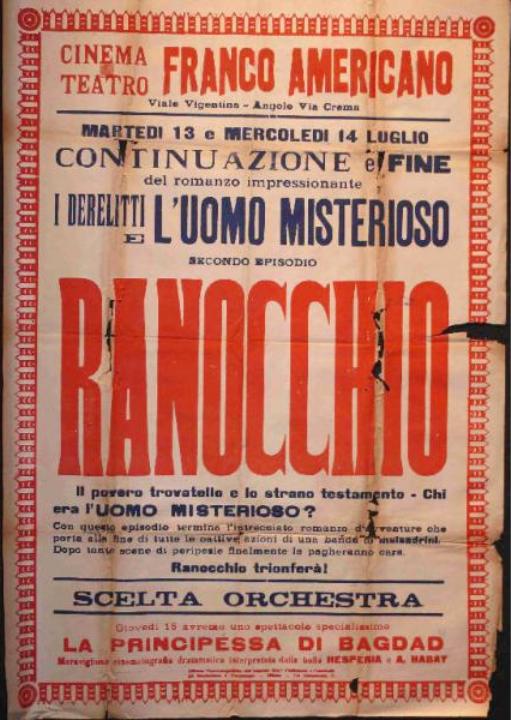 CINEMA TEATRO FRANCO AMERICANO
Viale Vigentina - Angolo Via Crema
MARTEDI 13 e MERCOLEDI 14 LUGLIO
CONTINUAZIONE e FINE
del romanzo impressionante
I DERELITTI E L'UOMO MISTERIOSO
SECONDO EPISODIO
RANOCCHIO
Il povero trovatello e lo strano testamento - Chi
era l'UOMO MISTERIOSO?
Con questo episodio termina l'intrecciato romanzo d'avventure che
porta alla fine di tutte le cattive azioni di una banda di malandrini.
Dopo tante scene di peripezie finalmente la pagheranno cara.
Ranocchio trionferà!
SCELTA ORCHESTRA
Giovedi 15 avremo uno spettacolo specialissimo
LA PRINCIPESSA DI BAGDAD
Meravigliosa cinematografia drammatica interpretata dalla bella HESPERIA e A. HABAY